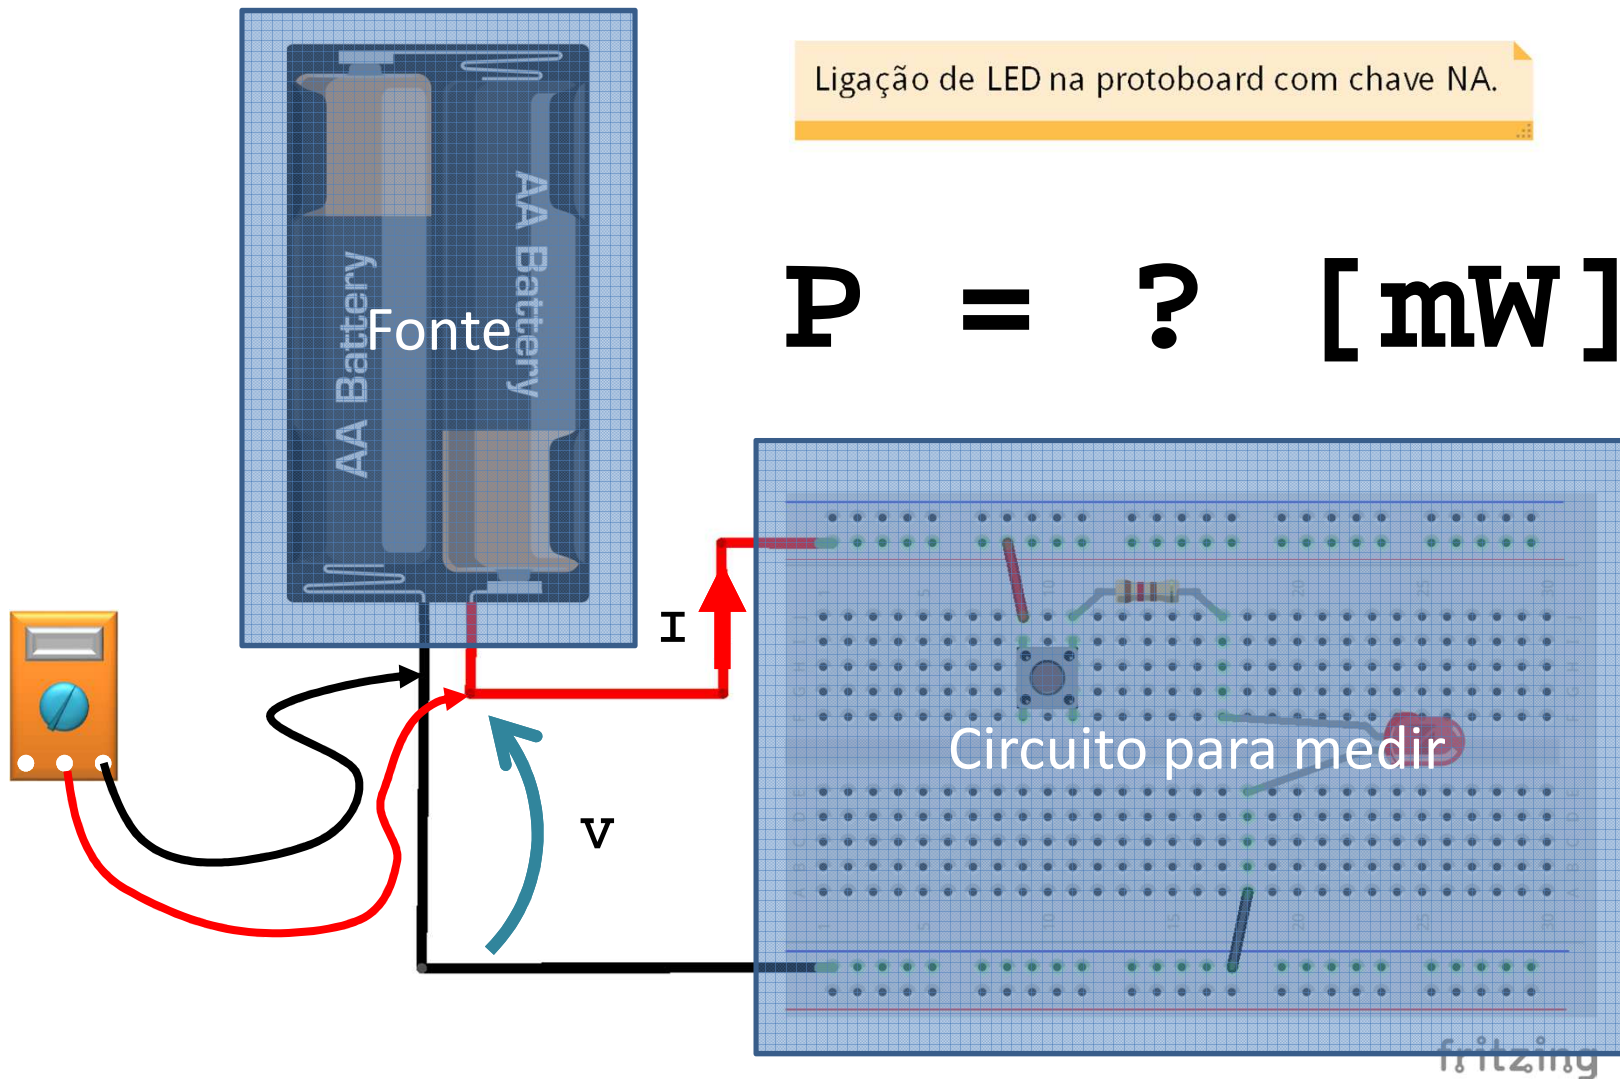 Ligação de LED na protoboard com chave NA.
AA Battery
AA Battery
Fonte
P = ? [mW]
I
V
Circuito para medir
fritzing